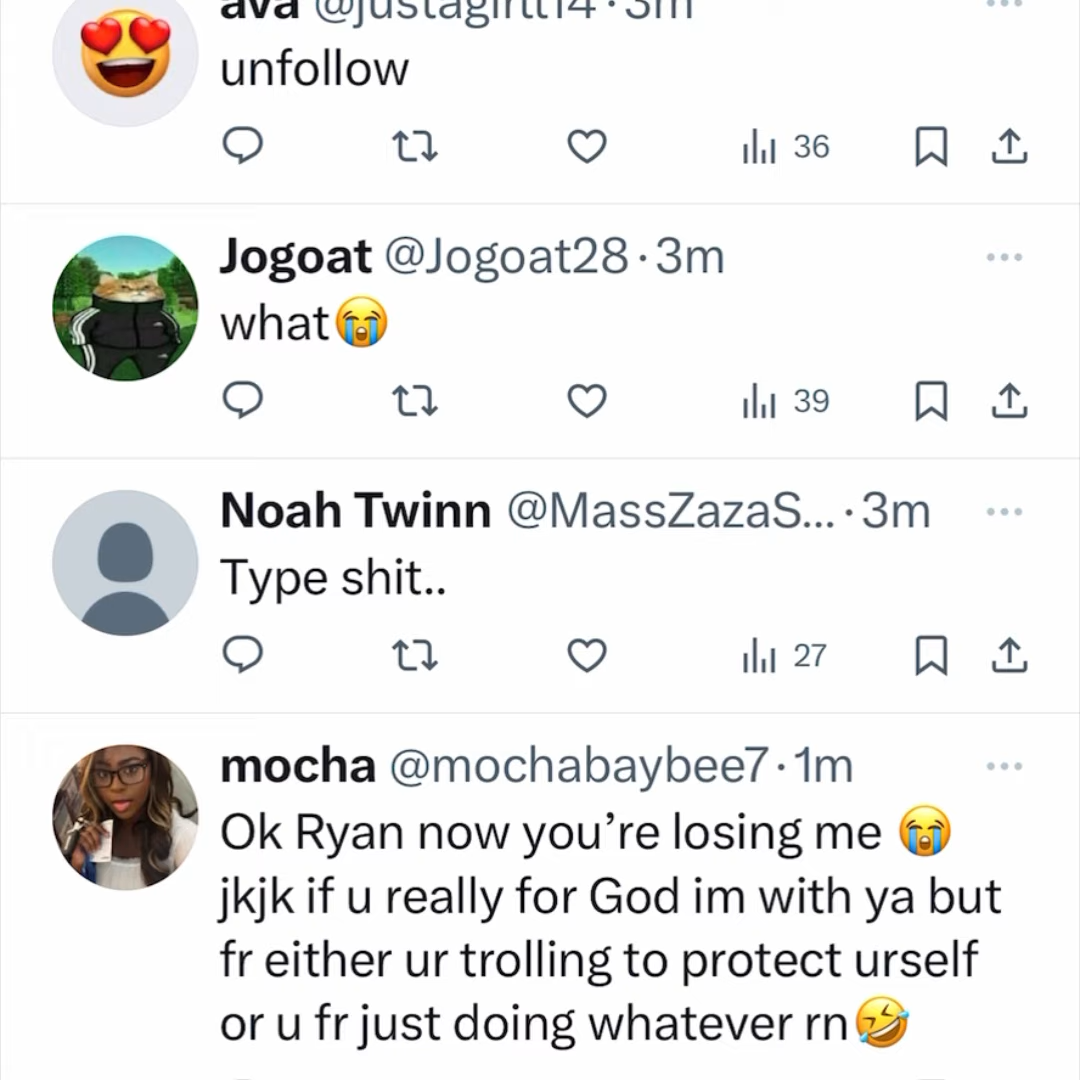 ava @justagirltt14 · 3m
unfollow
36
Jogoat @Jogoat28 · 3m
what😭
39
Noah Twinn @MassZazaS... · 3m
Type shit..
27
mocha @mochabaybee7 · 1m
Ok Ryan now you’re losing me 😭
jkjk if u really for God im with ya but
fr either ur trolling to protect urself
or u fr just doing whatever rn🤣